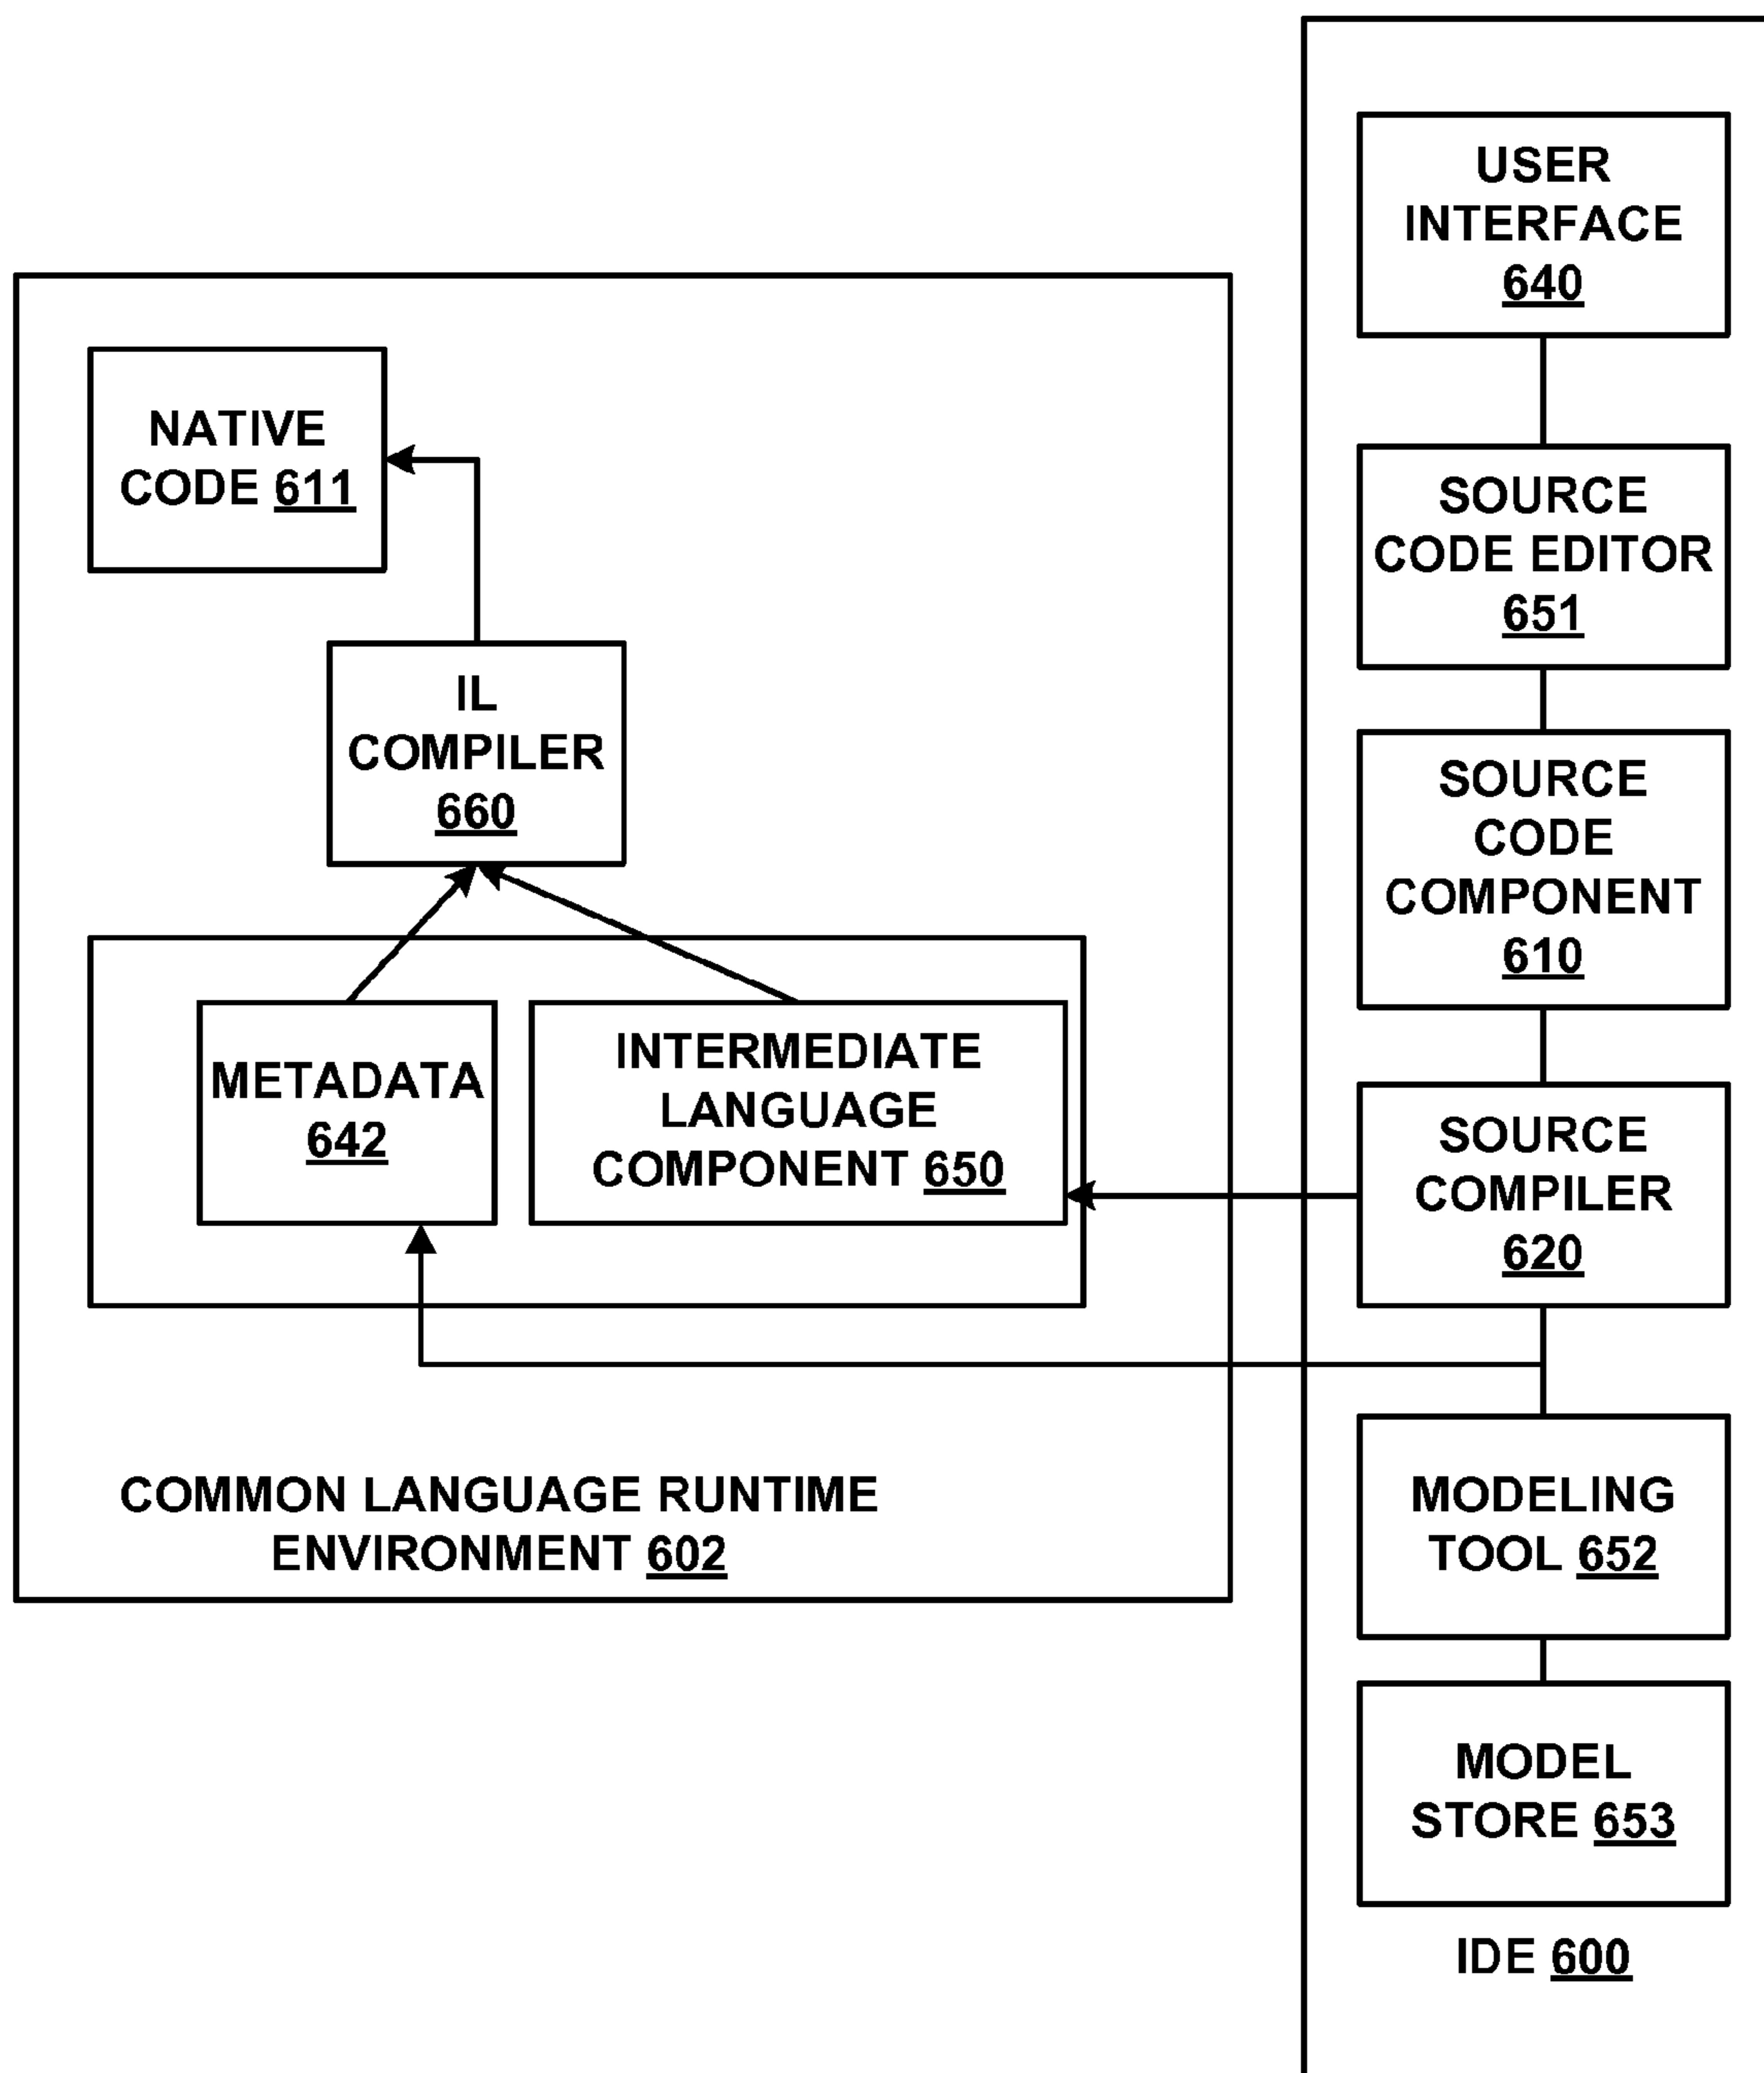 USER
INTERFACE
640
NATIVE
CODE 611
SOURCE
CODE EDITOR
651
IL
COMPILER
660
SOURCE
CODE
COMPONENT
610
METADATA
642
INTERMEDIATE
LANGUAGE
COMPONENT 650
SOURCE
COMPILER
620
COMMON LANGUAGE RUNTIME
ENVIRONMENT 602
MODELING
TOOL 652
MODEL
STORE 653
IDE 600